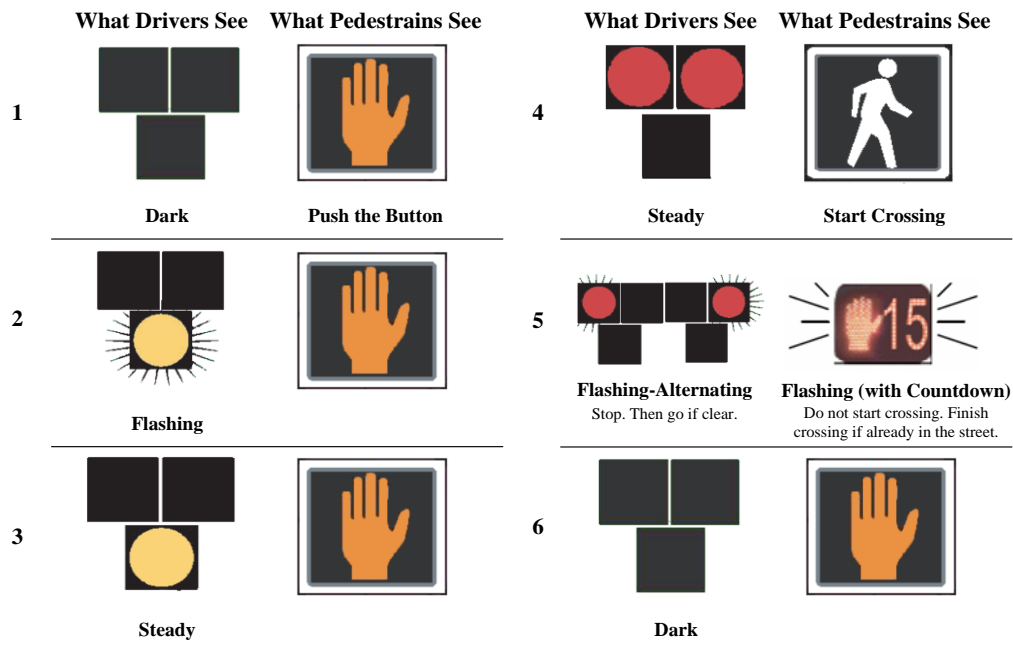 What Drivers See What Pedestrains See
1
Dark Push the Button
2
Flashing
3
Steady
What Drivers See What Pedestrains See
4
Steady Start Crossing
5
15
Flashing-Alternating Flashing (with Countdown)
Stop. Then go if clear. Do not start crossing. Finish
crossing if already in the street.
6
Dark